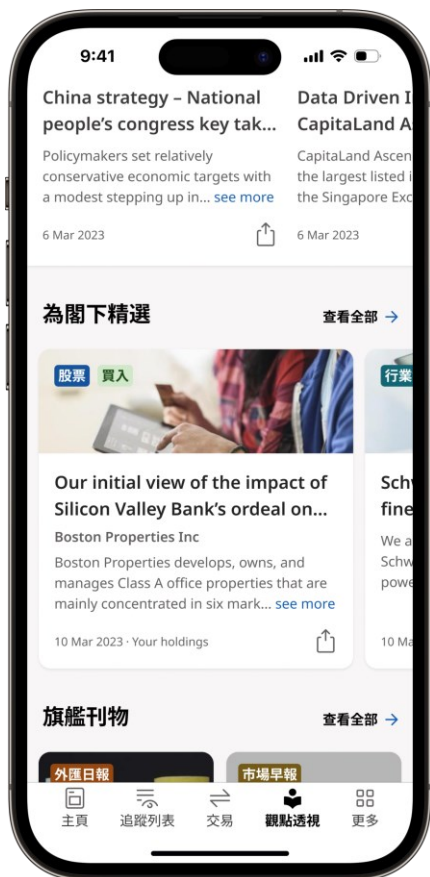 9:41
China strategy – National
people's congress key tak...
Policymakers set relatively
conservative economic targets with
a modest stepping up in... see more
6 Mar 2023
Data Driven I
CapitaLand A
CapitaLand Ascen
the largest listed i
the Singapore Exc
6 Mar 2023
為閣下精選
查看全部 →
股票 買入
Our initial view of the impact of
Silicon Valley Bank's ordeal on...
Boston Properties Inc
Boston Properties develops, owns, and
manages Class A office properties that are
mainly concentrated in six mark... see more
10 Mar 2023 · Your holdings
行業
Schw
fine
We a
Schw
powe
10 Ma
旗艦刊物
查看全部 →
外匯日報
市場早報
主頁
追蹤列表
交易
觀點透視
更多